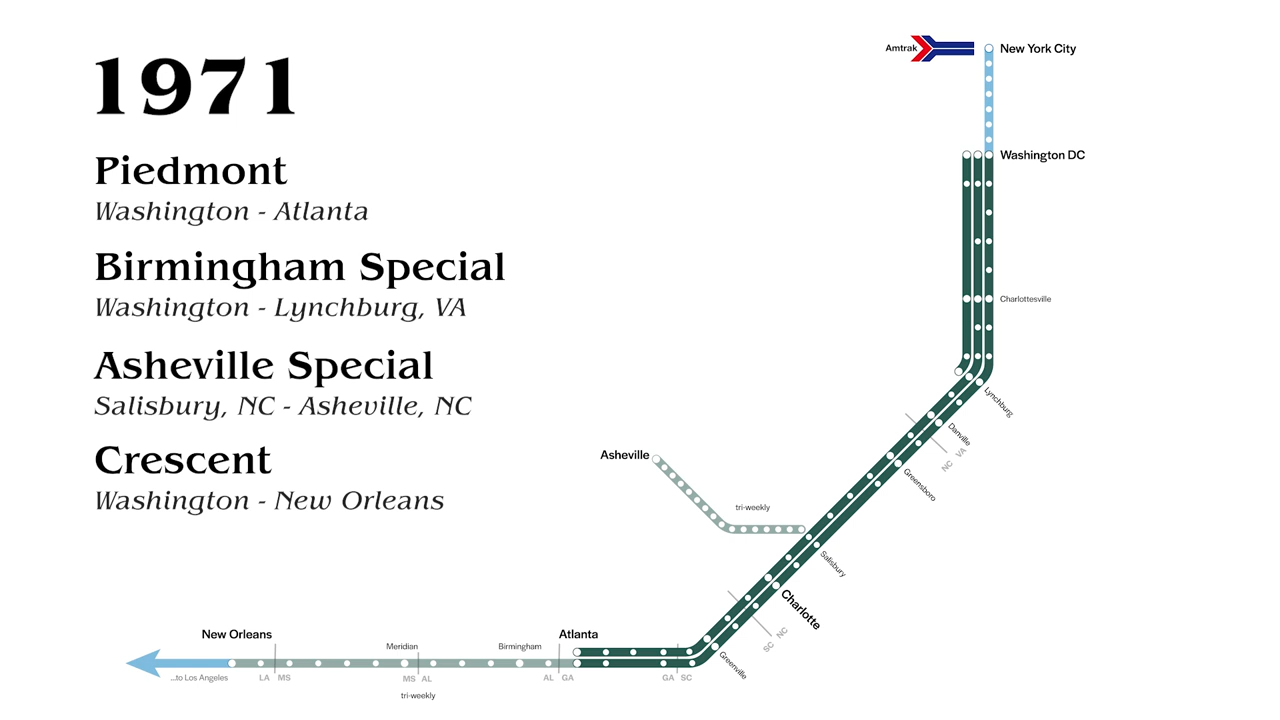 1971
Piedmont
Washington - Atlanta
Birmingham Special
Washington - Lynchburg, VA
Asheville Special
Salisbury, NC - Asheville, NC
Crescent
Washington - New Orleans
Amtrak
New York City
Washington DC
Charlottesville
Lynchburg
Danville
NC VA
Greensboro
Asheville
tri-weekly
Salisbury
Charlotte
SC NC
Greenville
New Orleans
Meridian
Birmingham
Atlanta
...to Los Angeles
LA MS
MS AL
AL GA
GA SC
tri-weekly